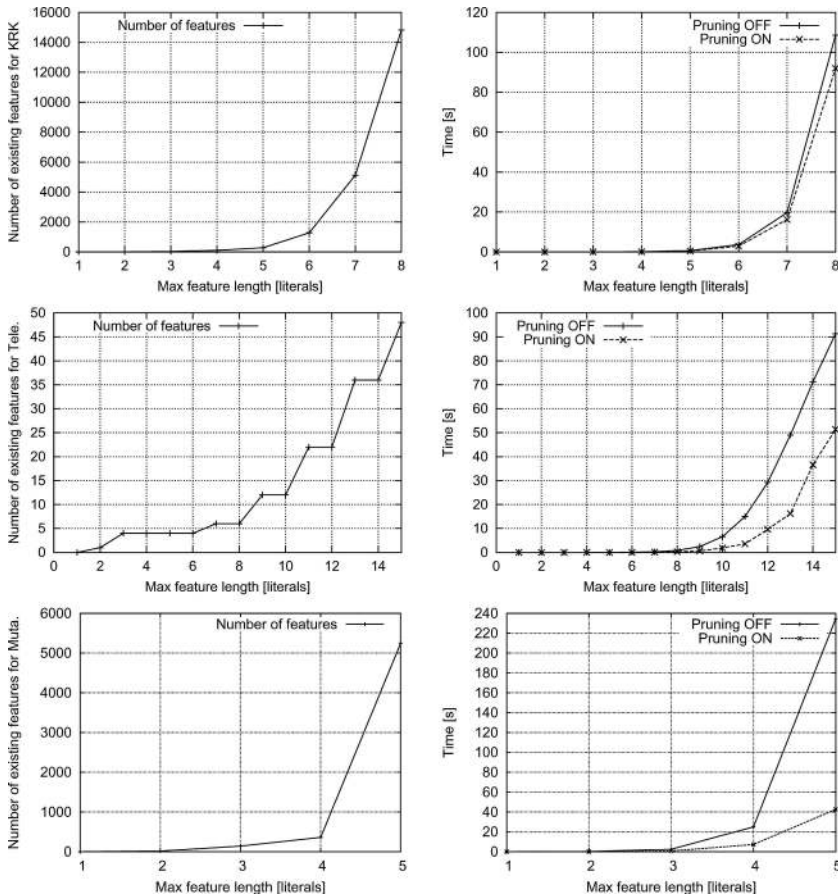 Number of existing features for KRK
16000
14000
12000
10000
8000
6000
4000
2000
0
Number of features
1 2 3 4 5 6 7 8
Max feature length [literals]
Time [s]
120
100
80
60
40
20
0
Pruning OFF
Pruning ON
1 2 3 4 5 6 7 8
Max feature length [literals]
Number of existing features for Tele.
50
45
40
35
30
25
20
15
10
5
0
Number of features
0 2 4 6 8 10 12 14
Max feature length [literals]
Time [s]
100
90
80
70
60
50
40
30
20
10
0
Pruning OFF
Pruning ON
0 2 4 6 8 10 12 14
Max feature length [literals]
Number of existing features for Muta.
6000
5000
4000
3000
2000
1000
0
Number of features
1 2 3 4 5
Max feature length [literals]
Time [s]
240
220
200
180
160
140
120
100
80
60
40
20
0
Pruning OFF
Pruning ON
1 2 3 4 5
Max feature length [literals]